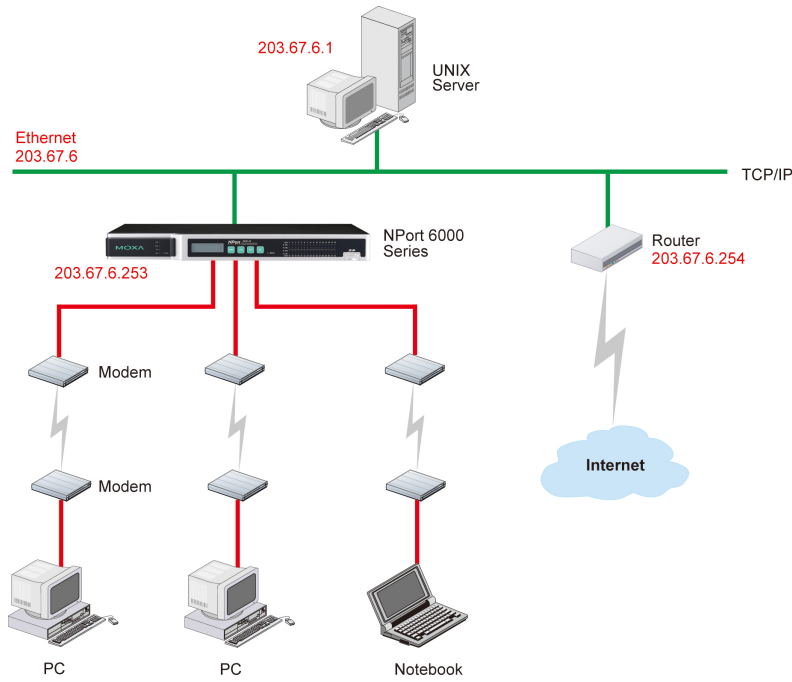 203.67.6.1
UNIX
Server
Ethernet
203.67.6
TCP/IP
MOXA
NPort
NPort 6000
Series
203.67.6.253
Router
203.67.6.254
Modem
Internet
Modem
PC
PC
Notebook